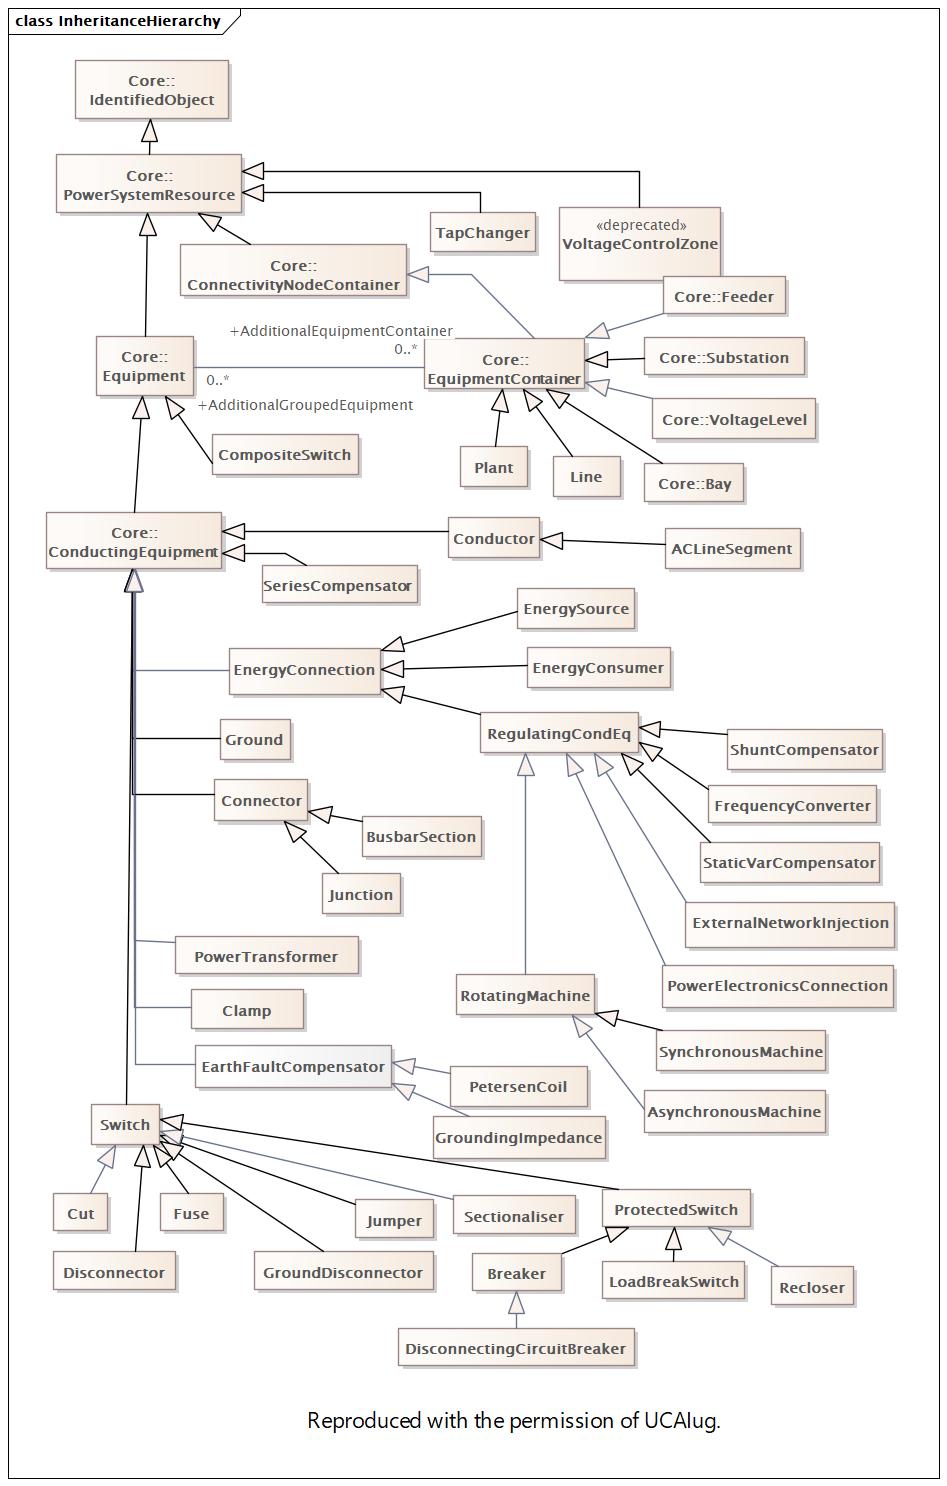 class InheritanceHierarchy
Core::
IdentifiedObject
Core::
PowerSystemResource
TapChanger
«deprecated»
VoltageControlZone
Core::
ConnectivityNodeContainer
Core::Feeder
+AdditionalEquipmentContainer
0..*
Core::
Equipment
0..*
+AdditionalGroupedEquipment
Core::
EquipmentContainer
Core::Substation
Core::VoltageLevel
CompositeSwitch
Plant
Line
Core::Bay
Core::
ConductingEquipment
Conductor
ACLineSegment
SeriesCompensator
EnergySource
EnergyConnection
EnergyConsumer
RegulatingCondEq
Ground
ShuntCompensator
Connector
FrequencyConverter
BusbarSection
StaticVarCompensator
Junction
ExternalNetworkInjection
PowerTransformer
PowerElectronicsConnection
RotatingMachine
Clamp
SynchronousMachine
EarthFaultCompensator
PetersenCoil
AsynchronousMachine
Switch
GroundingImpedance
Cut
Fuse
Jumper
Sectionaliser
ProtectedSwitch
Disconnector
GroundDisconnector
Breaker
LoadBreakSwitch
Recloser
DisconnectingCircuitBreaker
Reproduced with the permission of UCAIug.